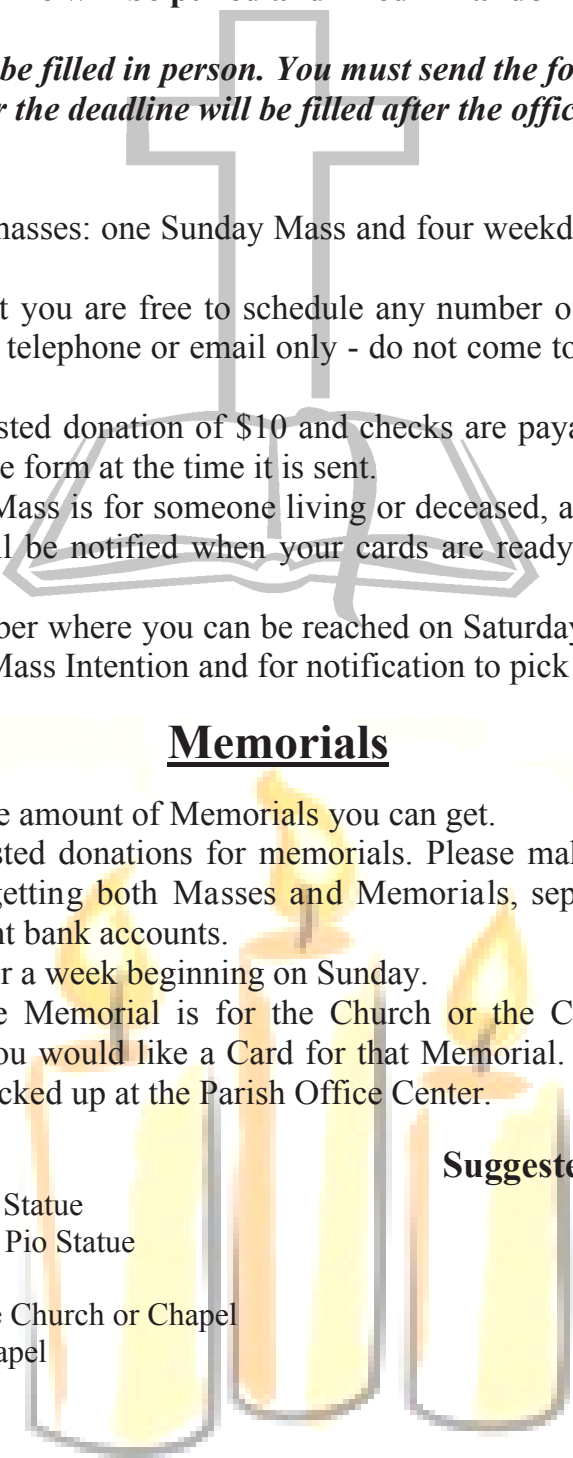 be filled in person. You must send the fo
the deadline will be filled after the offic
masses: one Sunday Mass and four weekd
t you are free to schedule any number o
telephone or email only - do not come to
sted donation of $10 and checks are paya
e form at the time it is sent.
Mass is for someone living or deceased, a
ll be notified when your cards are ready
ber where you can be reached on Saturday
Mass Intention and for notification to pick
Memorials
e amount of Memorials you can get.
sted donations for memorials. Please mak
getting both Masses and Memorials, sep
nt bank accounts.
r a week beginning on Sunday.
e Memorial is for the Church or the C
ou would like a Card for that Memorial.
cked up at the Parish Office Center.
Suggeste
Statue
Pio Statue
e Church or Chapel
apel